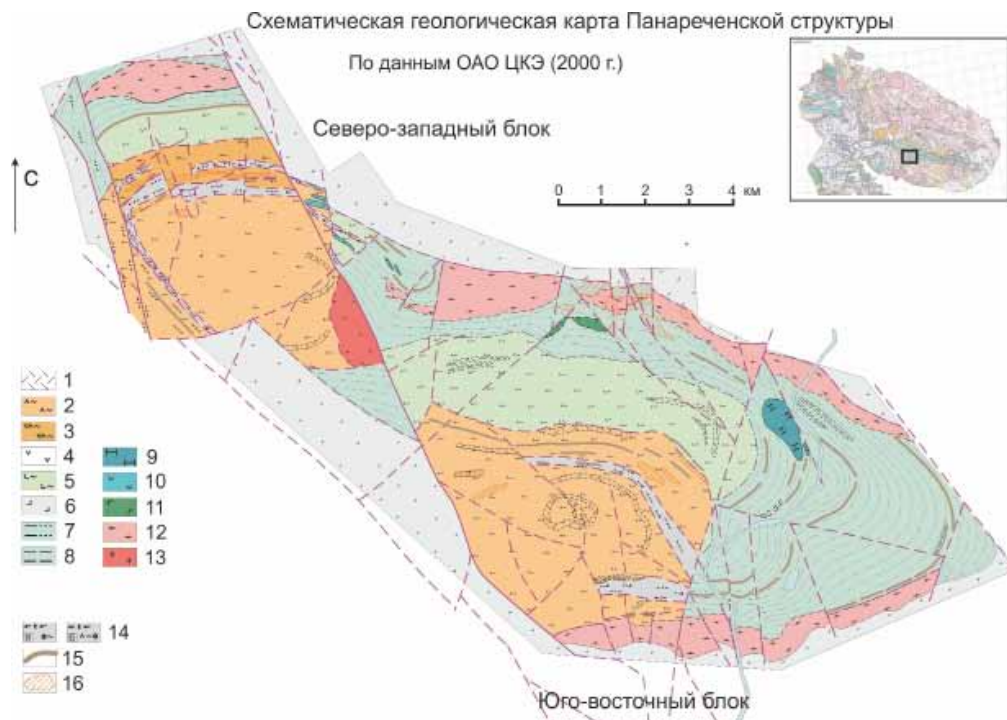 Схематическая геологическая карта Панареченской структуры
По данным ОАО ЦКЭ (2000 г.)
Северо-западный блок
С
0 1 2 3 4 км
1
2
3
4
5
6
7
8
9
10
11
12
13
14
15
16
Юго-восточный блок